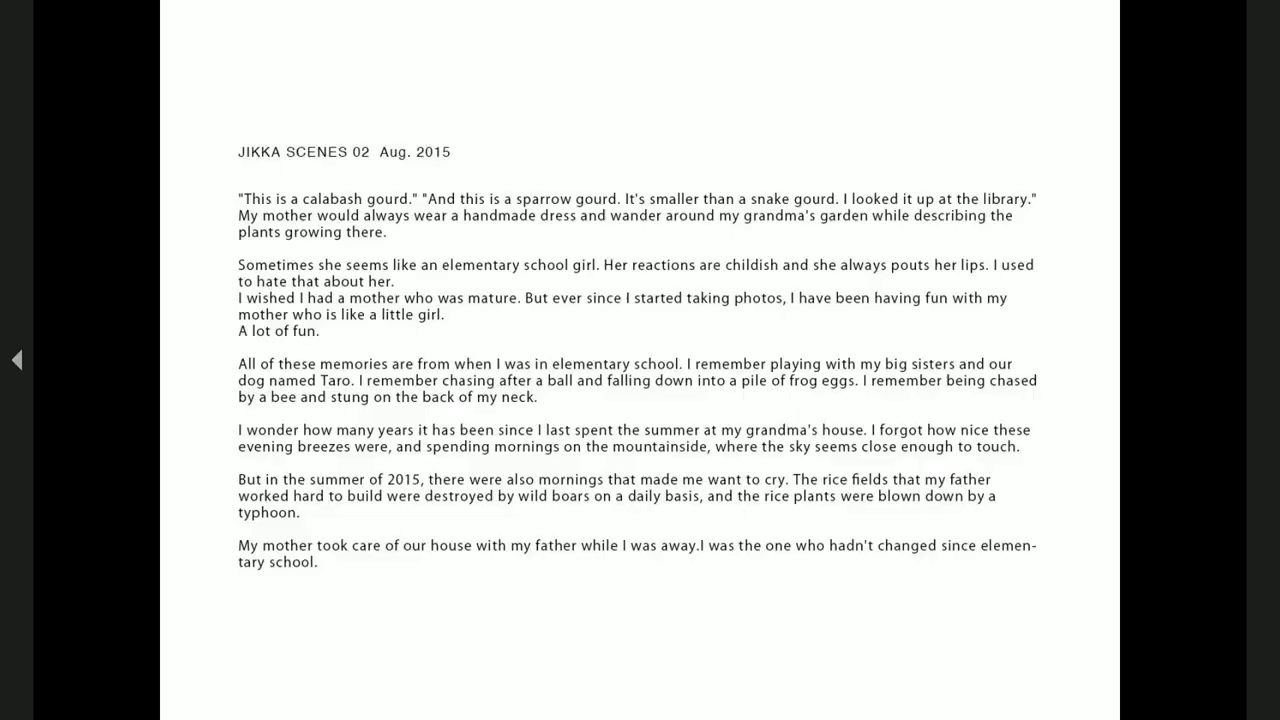 JIKKA SCENES 02 Aug. 2015
"This is a calabash gourd." "And this is a sparrow gourd. It's smaller than a snake gourd. I looked it up at the library."
My mother would always wear a handmade dress and wander around my grandma's garden while describing the
plants growing there.
Sometimes she seems like an elementary school girl. Her reactions are childish and she always pouts her lips. I used
to hate that about her.
I wished I had a mother who was mature. But ever since I started taking photos, I have been having fun with my
mother who is like a little girl.
A lot of fun.
All of these memories are from when I was in elementary school. I remember playing with my big sisters and our
dog named Taro. I remember chasing after a ball and falling down into a pile of frog eggs. I remember being chased
by a bee and stung on the back of my neck.
I wonder how many years it has been since I last spent the summer at my grandma's house. I forgot how nice these
evening breezes were, and spending mornings on the mountainside, where the sky seems close enough to touch.
But in the summer of 2015, there were also mornings that made me want to cry. The rice fields that my father
worked hard to build were destroyed by wild boars on a daily basis, and the rice plants were blown down by a
typhoon.
My mother took care of our house with my father while I was away.I was the one who hadn't changed since elemen-
tary school.